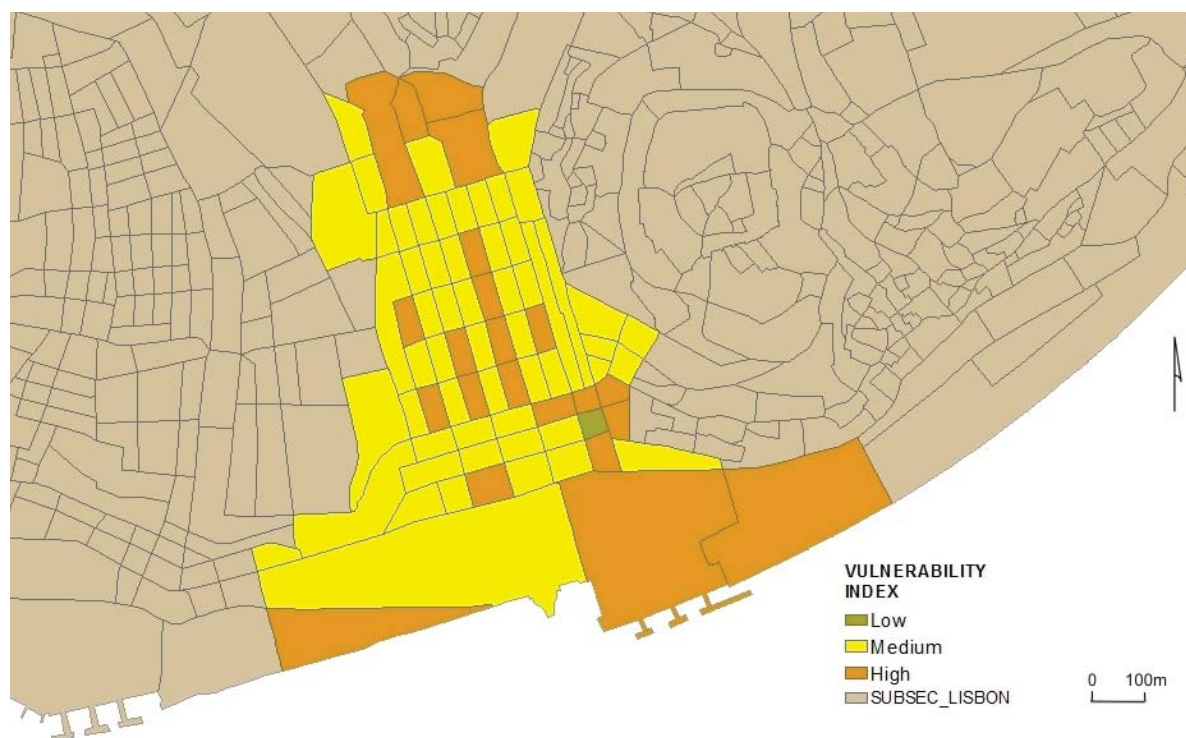 VULNERABILITY
INDEX
Low
Medium
High
SUBSEC_LISBON
0 100m